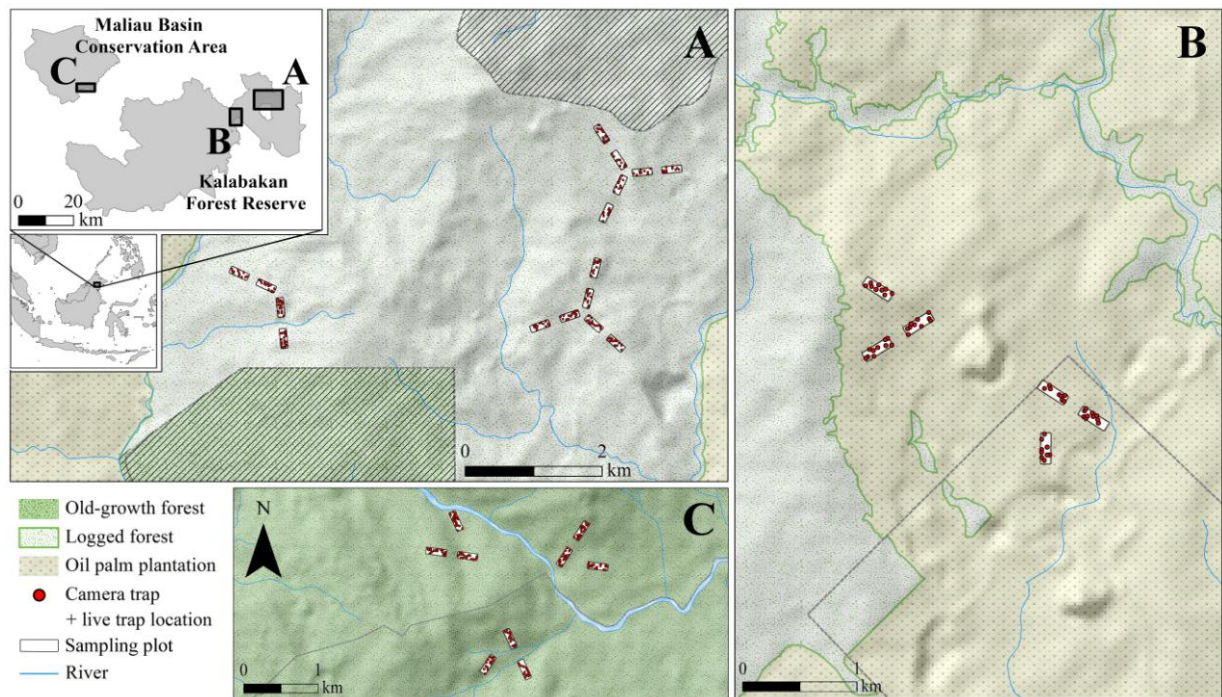 Maliau Basin
Conservation Area
C
A
B
Kalabakan
Forest Reserve
0 20
km
A
0 2
km
B
0 1
km
Old-growth forest
Logged forest
Oil palm plantation
Camera trap
+ live trap location
Sampling plot
River
N
C
0 1
km